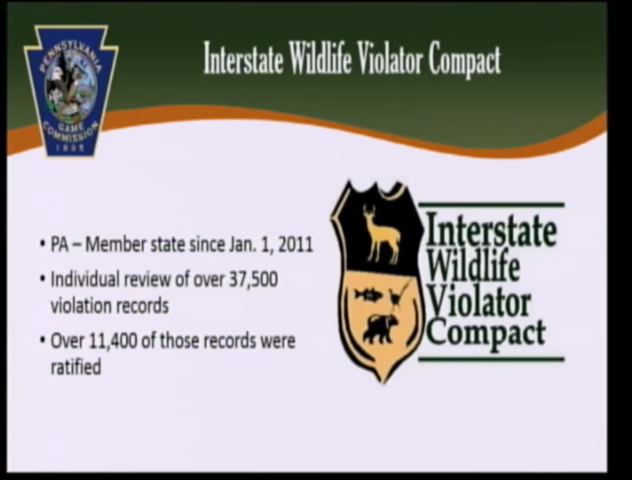 Interstate Wildlife Violator Compact
PENNSYLVANIA
GAME
COMMISSION
1895
• PA – Member state since Jan. 1, 2011
• Individual review of over 37,500
violation records
• Over 11,400 of those records were
ratified
Interstate
Wildlife
Violator
Compact